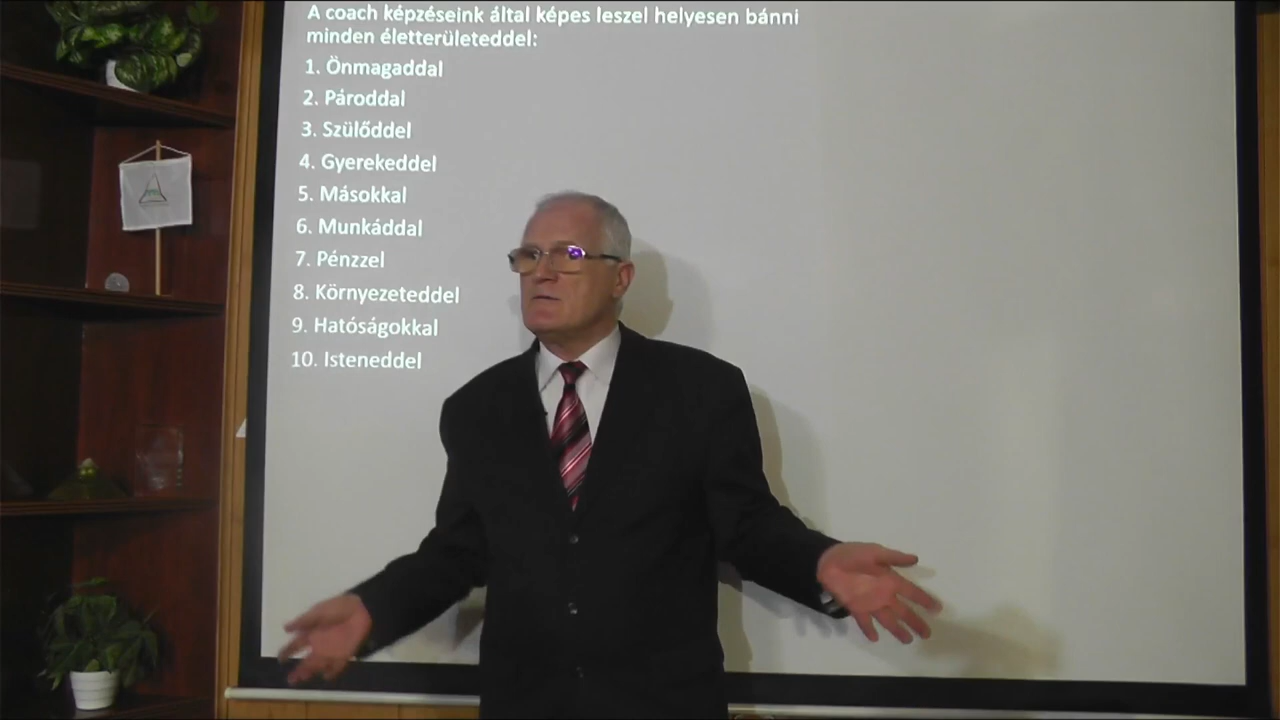 A coach képzéseink által képes leszel helyesen bánni
minden életterületeddel:
1. Önmagaddal
2. Pároddal
3. Szülőddel
4. Gyerekeddel
5. Másokkal
6. Munkáddal
7. Pénzzel
8. Környezeteddel
9. Hatóságokkal
10. Isteneddel